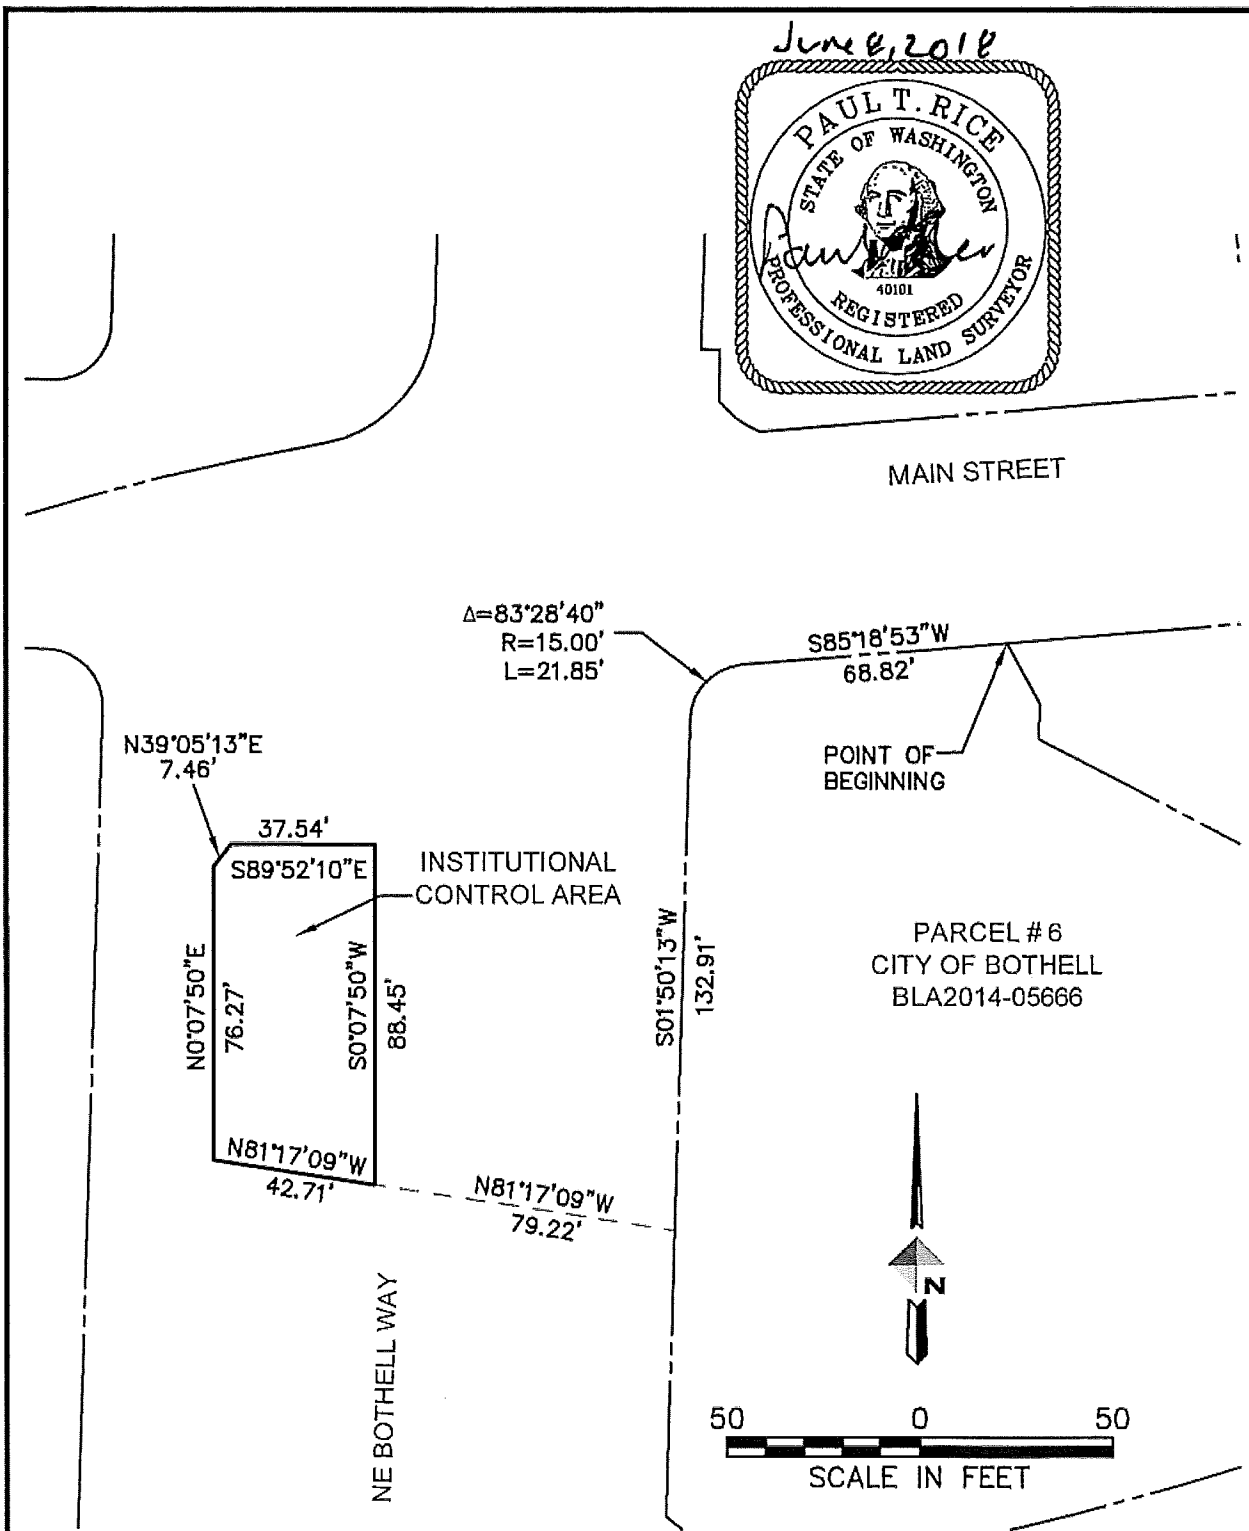 June 8, 2018
PAUL T. RICE
STATE OF WASHINGTON
40101
REGISTERED
PROFESSIONAL LAND SURVEYOR
MAIN STREET
Δ=83°28'40"
R=15.00'
L=21.85'
S85°18'53"W
68.82'
N39°05'13"E
7.46'
POINT OF
BEGINNING
37.54'
S89°52'10"E
INSTITUTIONAL
CONTROL AREA
N0°07'50"E
76.27'
S0°07'50"W
88.45'
S01°50'13"W
132.91'
PARCEL # 6
CITY OF BOTHELL
BLA2014-05666
N81°17'09"W
42.71'
N81°17'09"W
79.22'
N
NE BOTHELL WAY
50 0 50
SCALE IN FEET